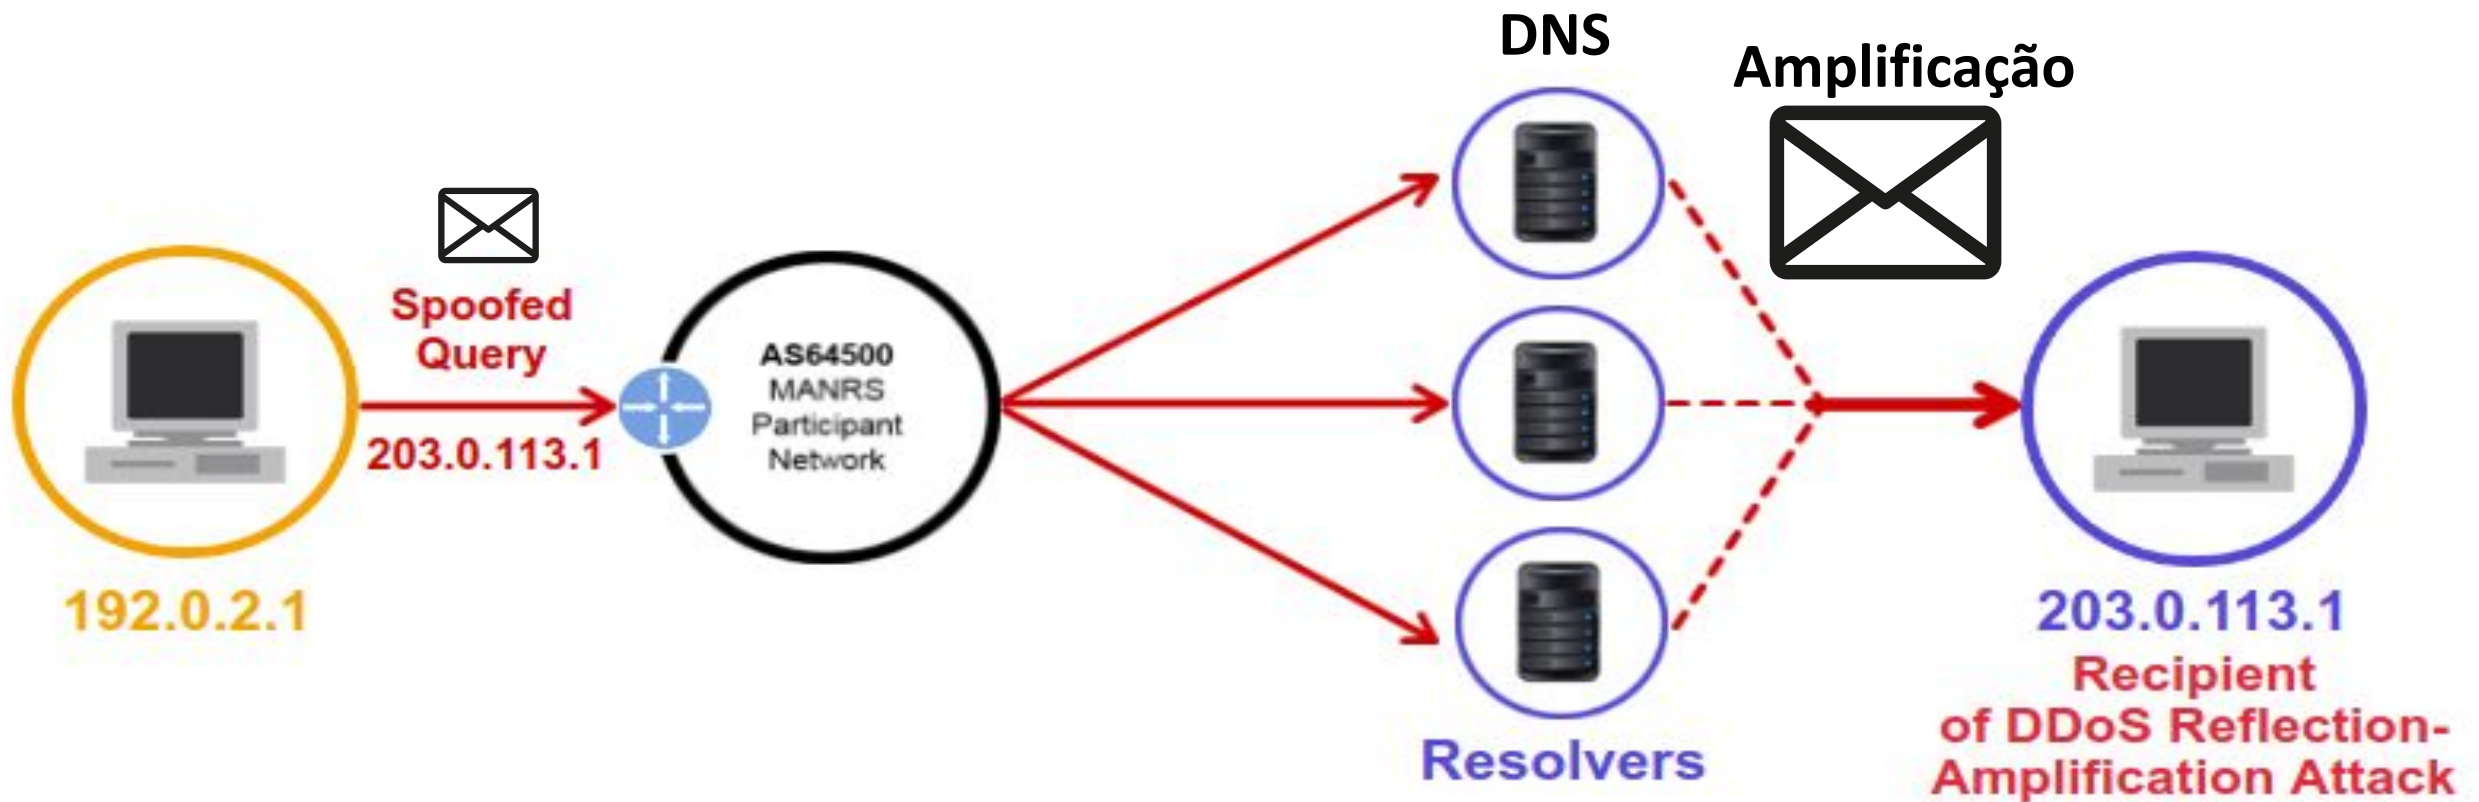 DNS
Amplificação
Spoofed
Query
203.0.113.1
AS64500
MANRS
Participant
Network
192.0.2.1
Resolvers
203.0.113.1
Recipient
of DDoS Reflection-
Amplification Attack